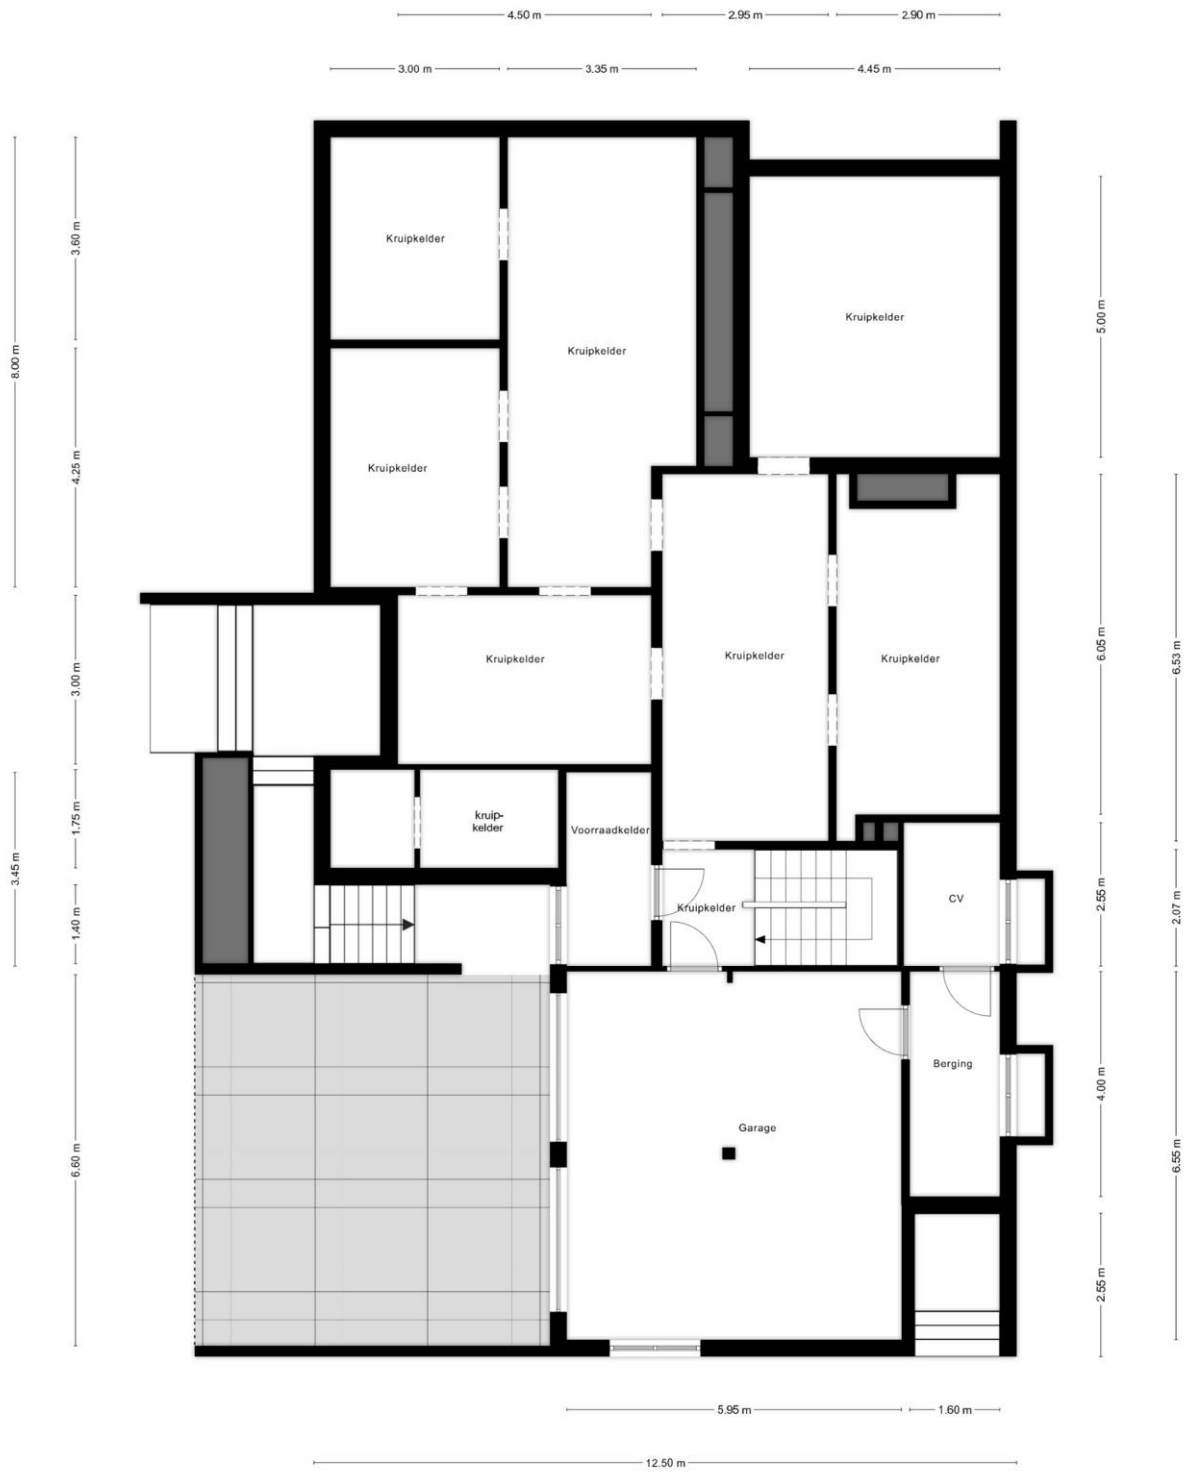 4.50 m
2.95 m
2.90 m
3.00 m
3.35 m
4.45 m
8.00 m
3.60 m
4.25 m
3.00 m
1.75 m
3.45 m
1.40 m
6.60 m
Kruipkelder
Kruipkelder
Kruipkelder
Kruipkelder
Kruipkelder
Kruipkelder
Kruipkelder
kruip-
kelder
Voorraadkelder
Kruipkelder
CV
Berging
Garage
5.00 m
6.05 m
6.53 m
2.55 m
2.07 m
4.00 m
6.55 m
2.55 m
5.95 m
1.60 m
12.50 m